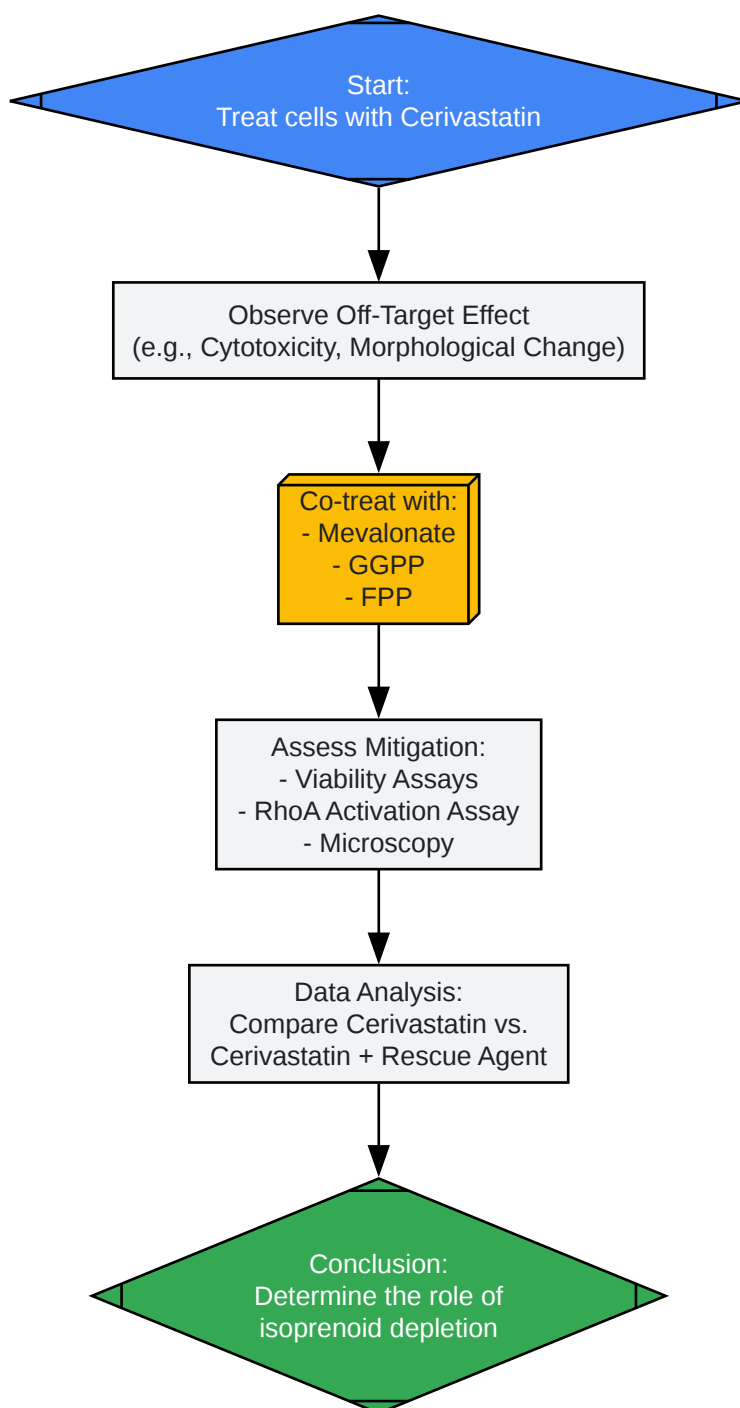 Start:
Treat cells with Cerivastatin
Observe Off-Target Effect
(e.g., Cytotoxicity, Morphological Change)
Co-treat with:
- Mevalonate
- GGPP
- FPP
Assess Mitigation:
- Viability Assays
- RhoA Activation Assay
- Microscopy
Data Analysis:
Compare Cerivastatin vs.
Cerivastatin + Rescue Agent
Conclusion:
Determine the role of
isoprenoid depletion